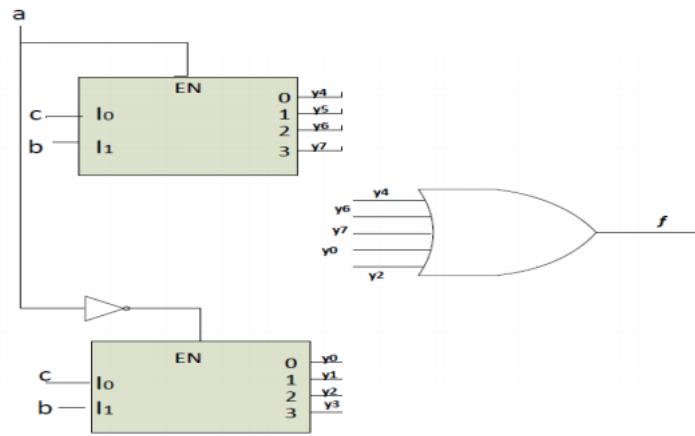 a
EN
c I0 0 y4
1 y5
b I1 2 y6
3 y7
y4
y6
y7
y0
y2
f
EN
c I0 0 y0
1 y1
b I1 2 y2
3 y3